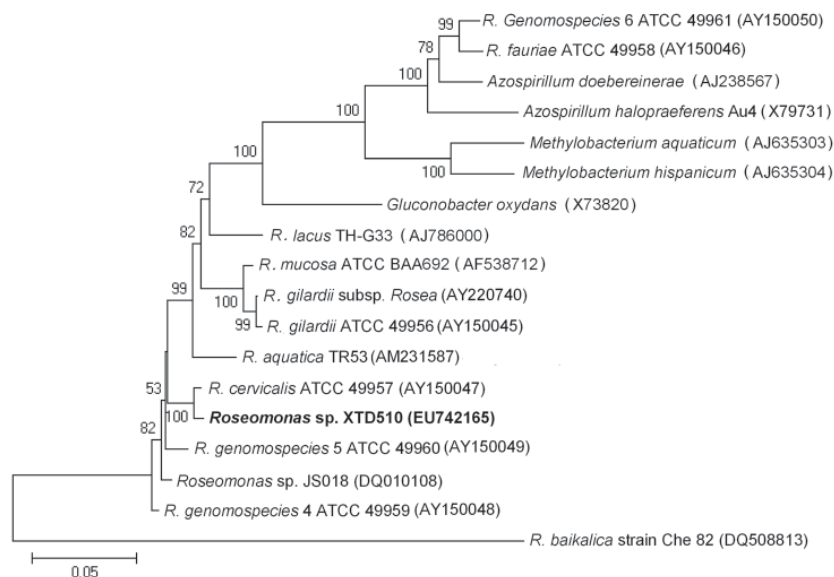 99
R. Genomospecies 6 ATCC 49961 (AY150050)
78
R. fauriae ATCC 49958 (AY150046)
100
Azospirillum doebereinerae (AJ238567)
100
Azospirillum halopraeferens Au4 (X79731)
100
Methylobacterium aquaticum (AJ635303)
100
Methylobacterium hispanicum (AJ635304)
72
Gluconobacter oxydans (X73820)
82
R. lacus TH-G33 (AJ786000)
R. mucosa ATCC BAA692 (AF538712)
99
100
R. gilardii subsp. Rosea (AY220740)
99
R. gilardii ATCC 49956 (AY150045)
R. aquatica TR53(AM231587)
53
R. cervicalis ATCC 49957 (AY150047)
100
Roseomonas sp. XTD510 (EU742165)
82
R. genomospecies 5 ATCC 49960 (AY150049)
Roseomonas sp. JS018 (DQ010108)
R. genomospecies 4 ATCC 49959 (AY150048)
R. baikalica strain Che 82 (DQ508813)
0.05